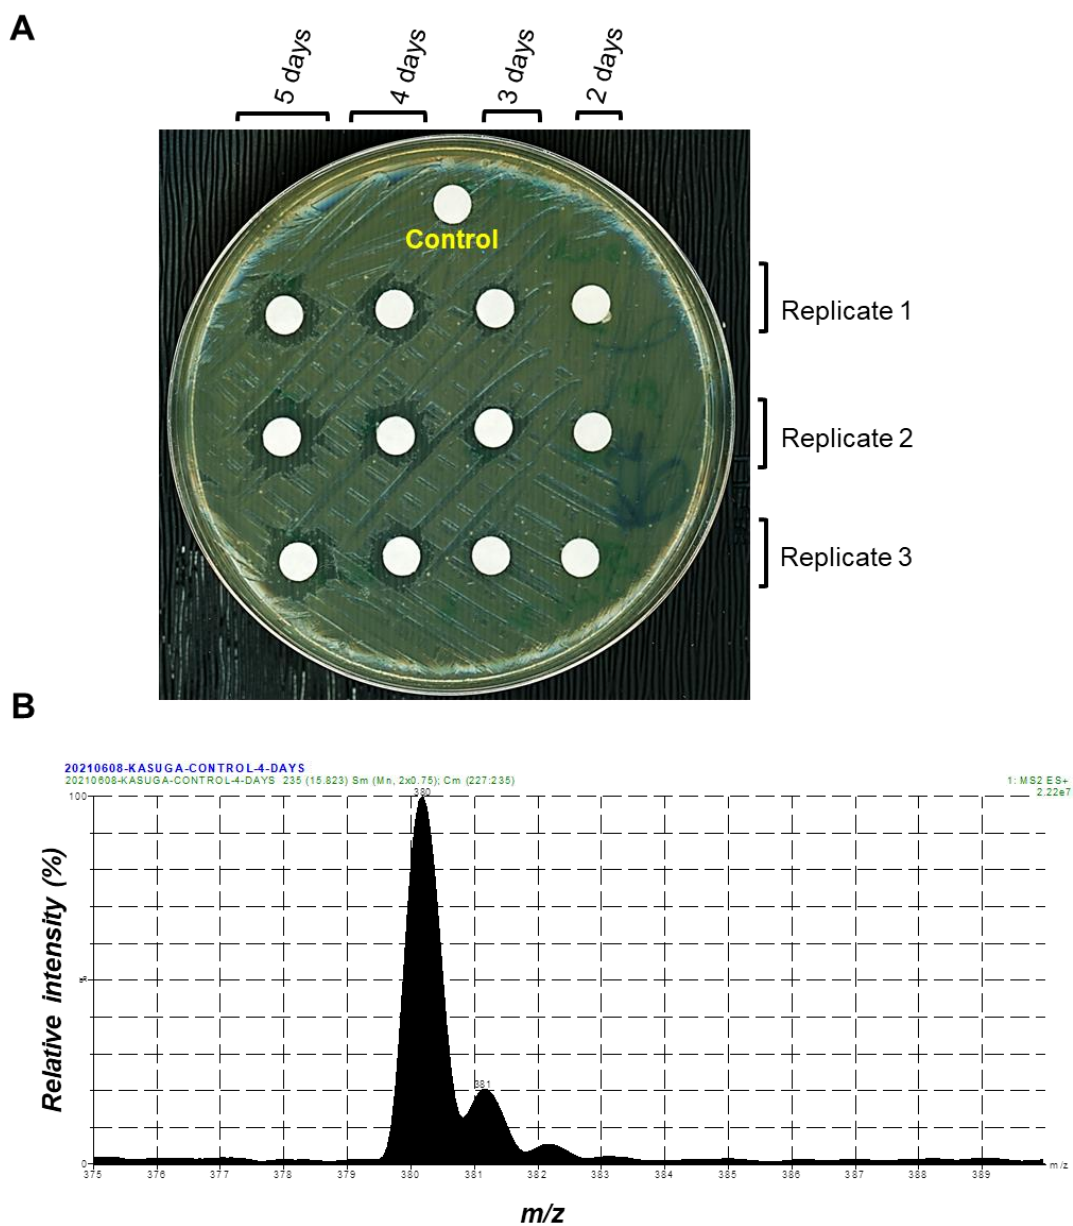 A
5 days
4 days
3 days
2 days
Control
Replicate 1
Replicate 2
Replicate 3
B
20210608-KASUGA-CONTROL-4-DAYS
20210608-KASUGA-CONTROL-4-DAYS 235 (15.823) Sm (Mn, 2x0.75); Cm (227:235)
1: MS2 ES+
2.22e7
100
380
Relative intensity (%)
381
0
375 376 377 378 379 380 381 382 383 384 385 386 387 388 389
m/z
m/z